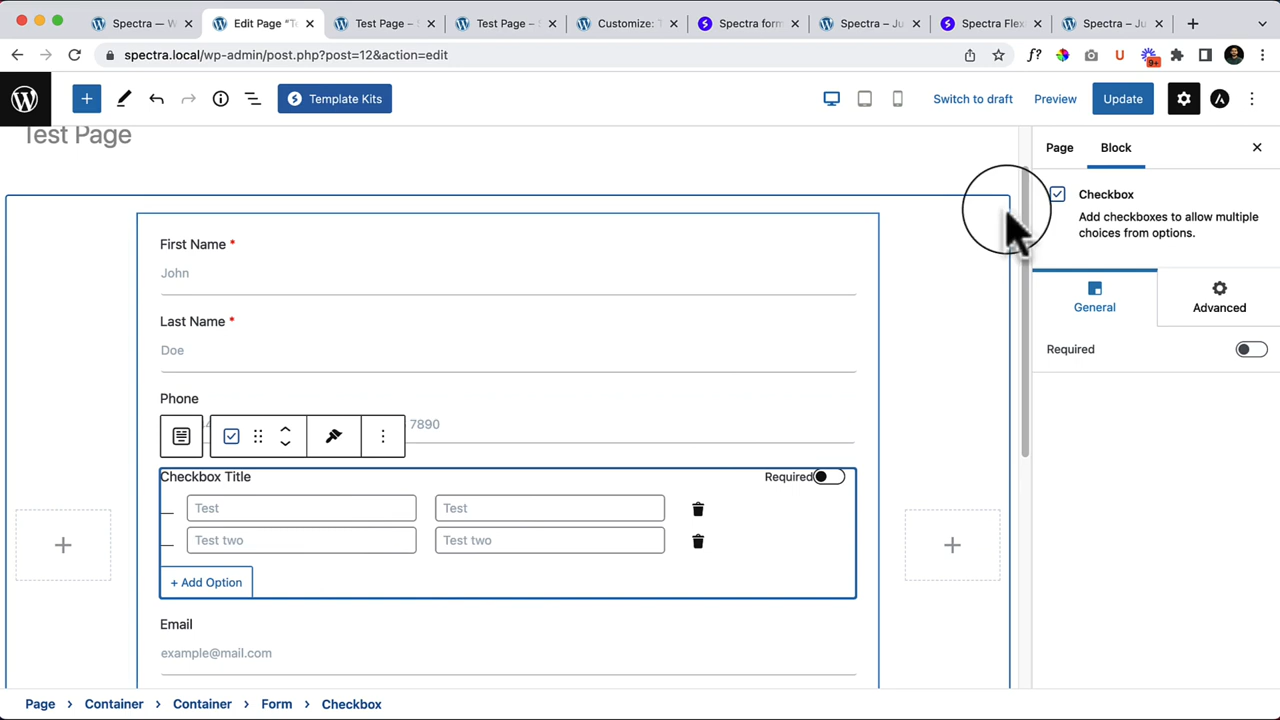 Spectra — W
Edit Page “Te
Test Page – S
Test Page – S
Customize: T
Spectra form
Spectra – Ju
Spectra Flex
Spectra – Ju
spectra.local/wp-admin/post.php?post=12&action=edit
f?
U
9+
Template Kits
Switch to draft
Preview
Update
Test Page
Page
Block
Checkbox
Add checkboxes to allow multiple
choices from options.
General
Advanced
Required
First Name *
John
Last Name *
Doe
Phone
7890
Checkbox Title
Required
Test
Test
Test two
Test two
+ Add Option
Email
example@mail.com
Page
Container
Container
Form
Checkbox